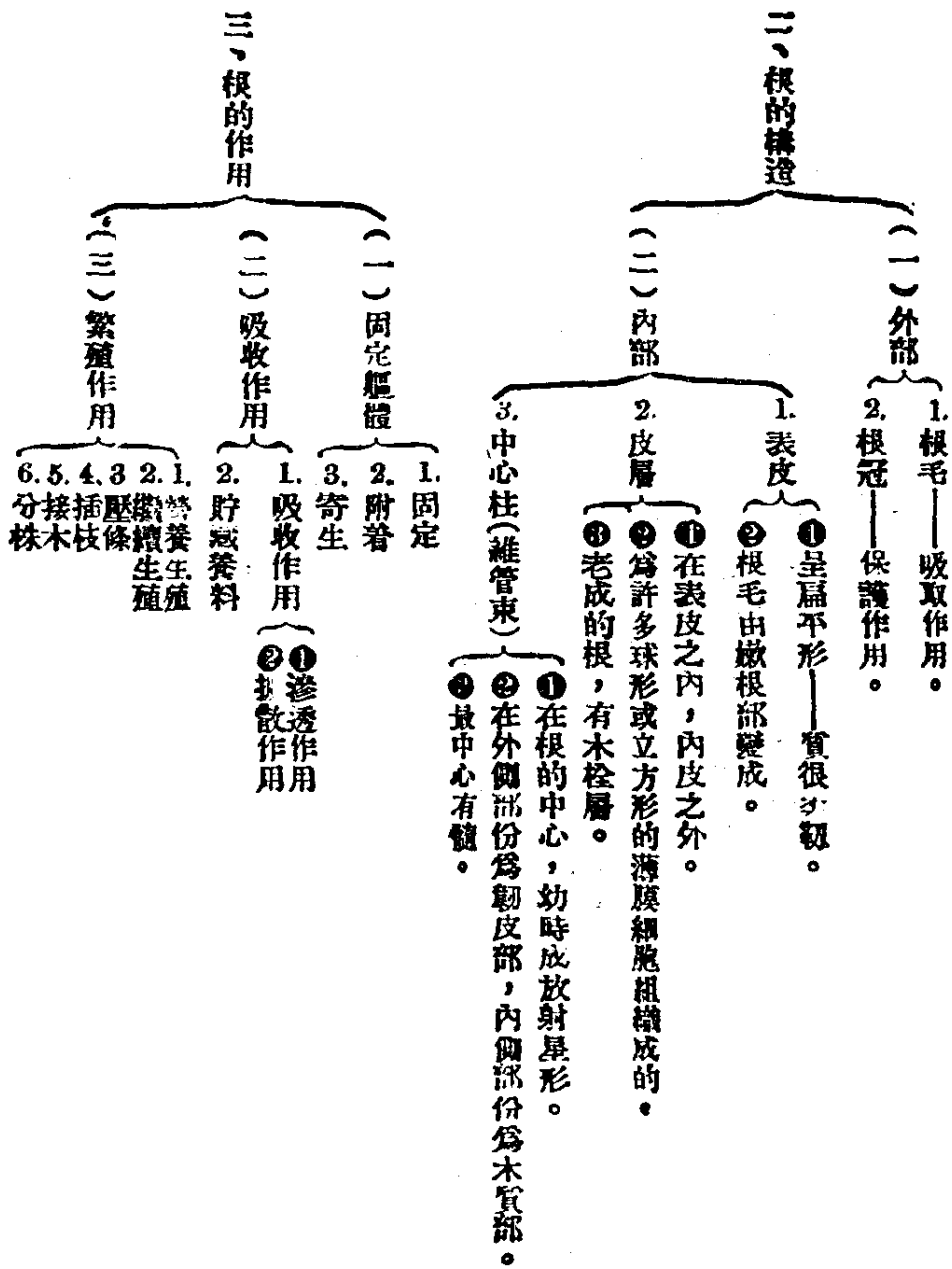 二、根的構造
（一）外部
1. 根毛——吸取作用。
2. 根冠——保護作用。
（二）內部
1. 表皮
❶呈扁平形——質很少韌。
❷根毛由嫩根部變成。
2. 皮層
❶在表皮之內，內皮之外。
❷爲許多球形或立方形的薄膜細胞組織成的。
❸老成的根，有木栓層。
3. 中心柱（維管束）
❶在根的中心，幼時成放射星形。
❷在外側部份爲韌皮部，內側部份爲木質部。
❸最中心有髓。
三、根的作用
（一）固定軀體
1. 固定
2. 附着
3. 寄生
（二）吸收作用
1. 吸收作用
❶滲透作用
❷擴散作用
2. 貯藏養料
（三）繁殖作用
1. 營養生殖
2. 繼續生殖
3 壓條
4. 插枝
5. 接木
6. 分株